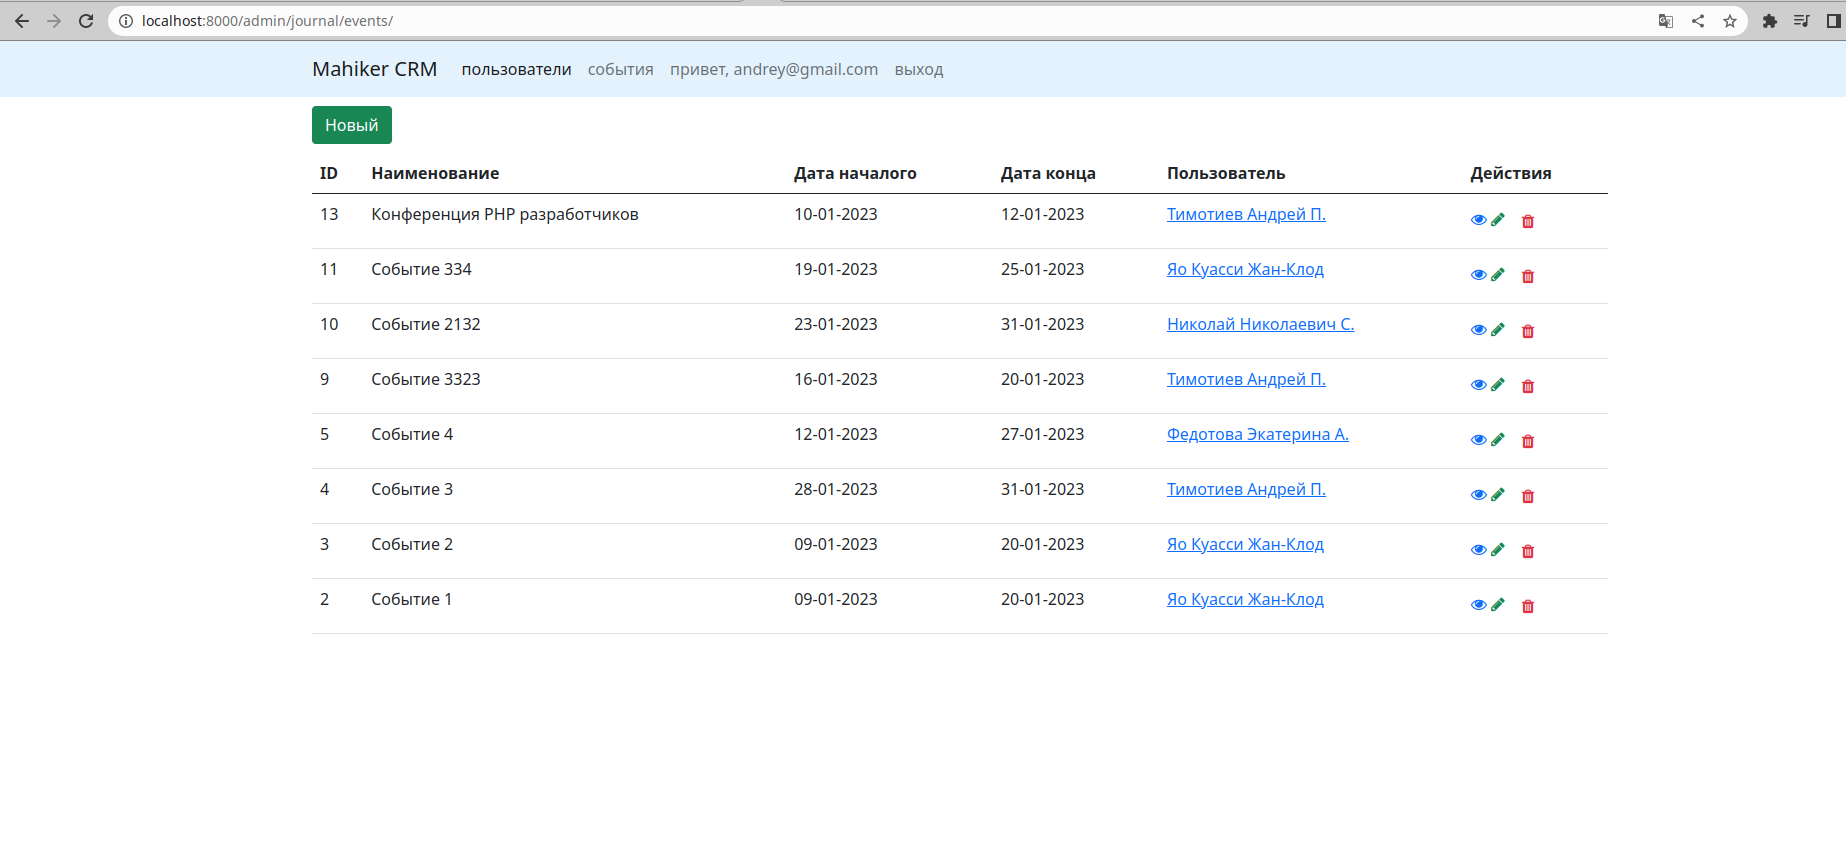 localhost:8000/admin/journal/events/
Mahiker CRM пользователи события привет, andrey@gmail.com выход
Новый
ID Наименование Дата началого Дата конца Пользователь Действия
13 Конференция PHP разработчиков 10-01-2023 12-01-2023 Тимотиев Андрей П.
11 Событие 334 19-01-2023 25-01-2023 Яо Куасси Жан-Клод
10 Событие 2132 23-01-2023 31-01-2023 Николай Николаевич С.
9 Событие 3323 16-01-2023 20-01-2023 Тимотиев Андрей П.
5 Событие 4 12-01-2023 27-01-2023 Федотова Экатерина А.
4 Событие 3 28-01-2023 31-01-2023 Тимотиев Андрей П.
3 Событие 2 09-01-2023 20-01-2023 Яо Куасси Жан-Клод
2 Событие 1 09-01-2023 20-01-2023 Яо Куасси Жан-Клод